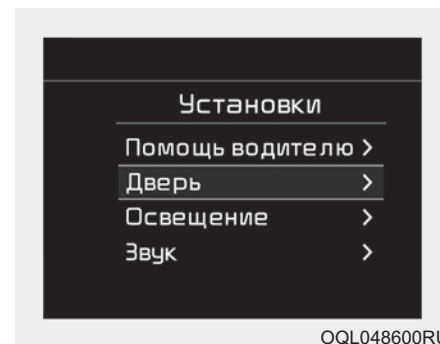 Установки
Помощь водителю >
Дверь >
Освещение >
Звук >
OQL048600RU